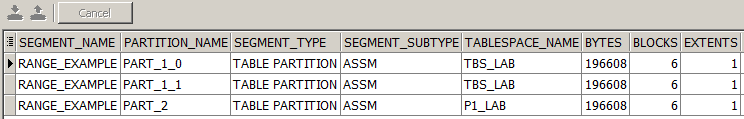 Cancel
SEGMENT_NAME PARTITION_NAME SEGMENT_TYPE SEGMENT_SUBTYPE TABLESPACE_NAME BYTES BLOCKS EXTENTS
RANGE_EXAMPLE PART_1_0 TABLE PARTITION ASSM TBS_LAB 196608 6 1
RANGE_EXAMPLE PART_1_1 TABLE PARTITION ASSM TBS_LAB 196608 6 1
RANGE_EXAMPLE PART_2 TABLE PARTITION ASSM P1_LAB 196608 6 1